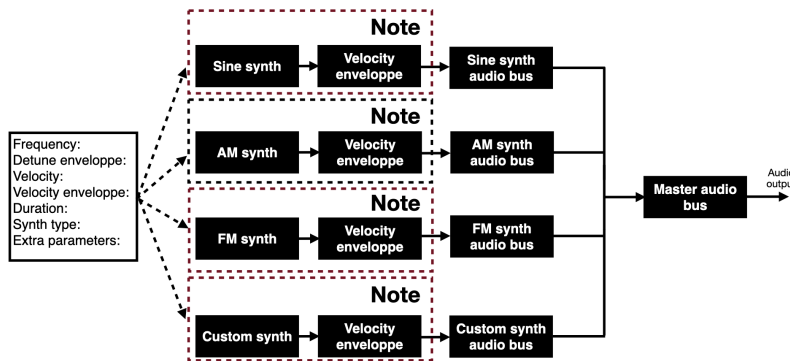 Note
Sine synth
Velocity
enveloppe
Sine synth
audio bus
Note
AM synth
Velocity
enveloppe
AM synth
audio bus
Frequency:
Detune enveloppe:
Velocity:
Velocity enveloppe:
Duration:
Synth type:
Extra parameters:
Note
FM synth
Velocity
enveloppe
FM synth
audio bus
Note
Custom synth
Velocity
enveloppe
Custom synth
audio bus
Master audio
bus
Audio
output